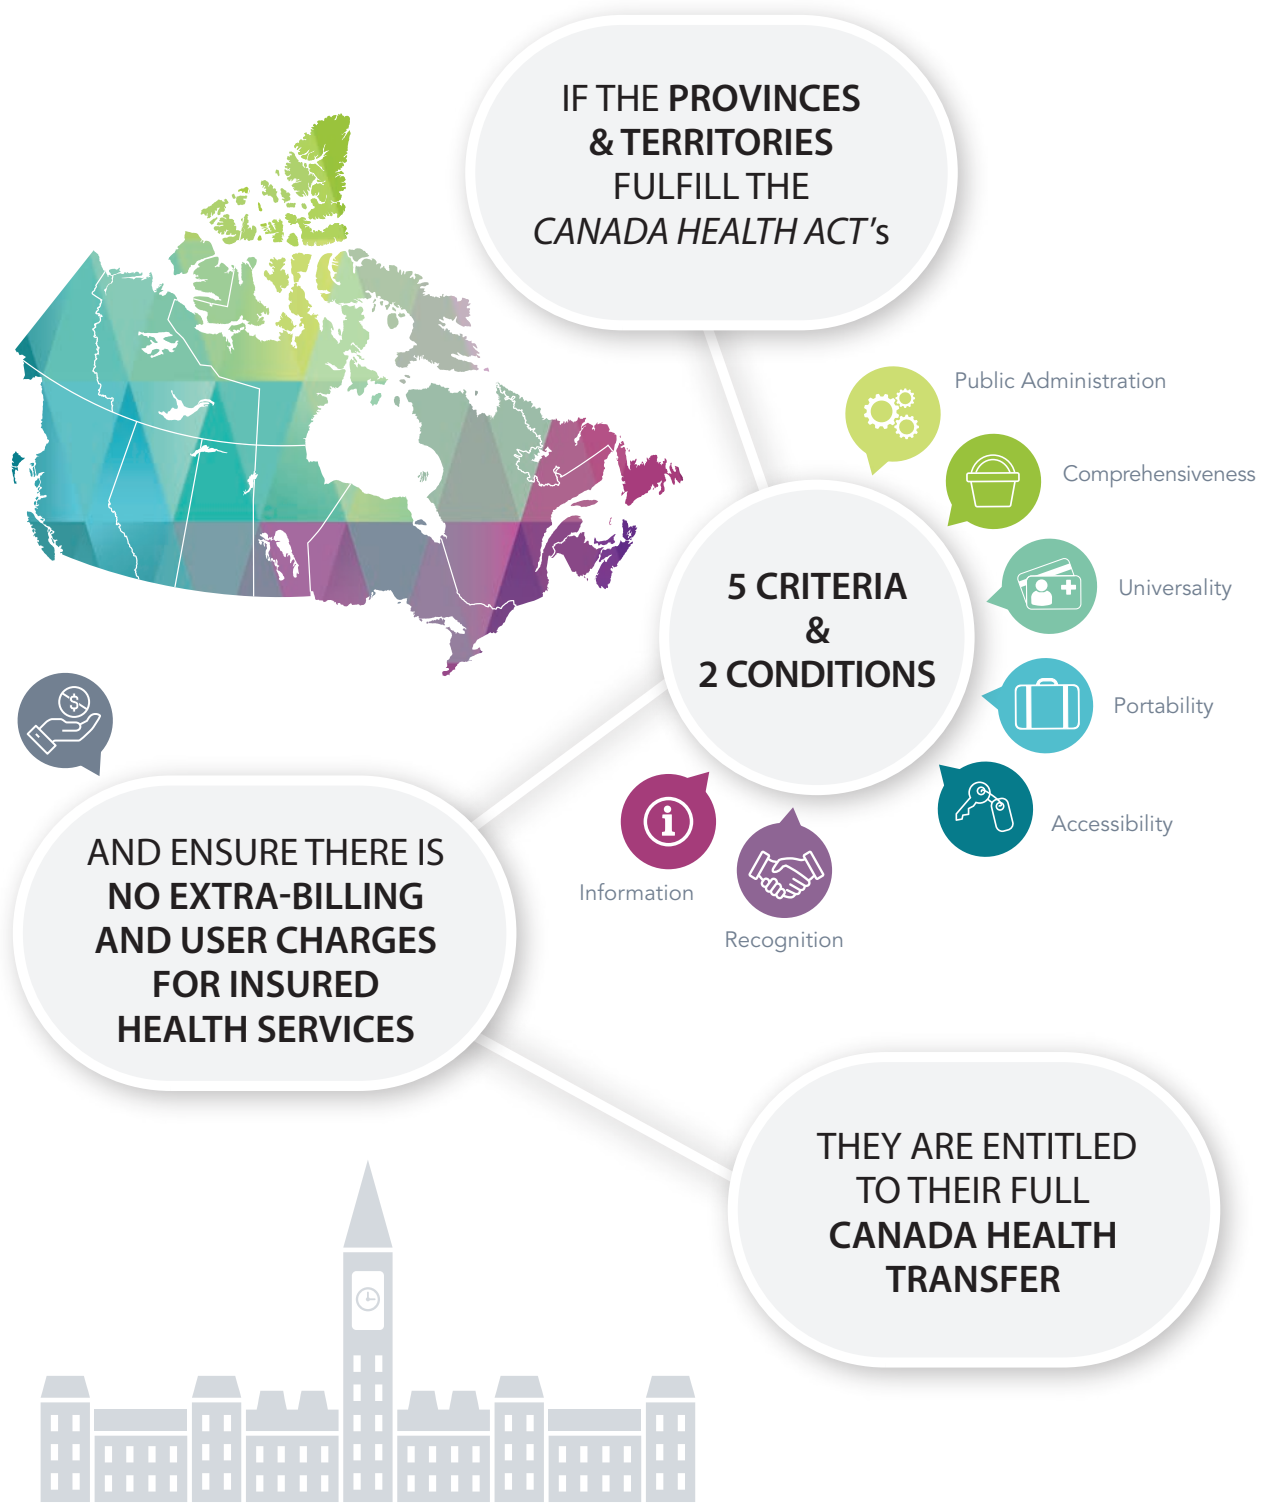 IF THE PROVINCES
& TERRITORIES
FULFILL THE
CANADA HEALTH ACT's
5 CRITERIA
&
2 CONDITIONS
Public Administration
Comprehensiveness
Universality
Portability
Accessibility
Recognition
Information
AND ENSURE THERE IS
NO EXTRA-BILLING
AND USER CHARGES
FOR INSURED
HEALTH SERVICES
THEY ARE ENTITLED
TO THEIR FULL
CANADA HEALTH
TRANSFER